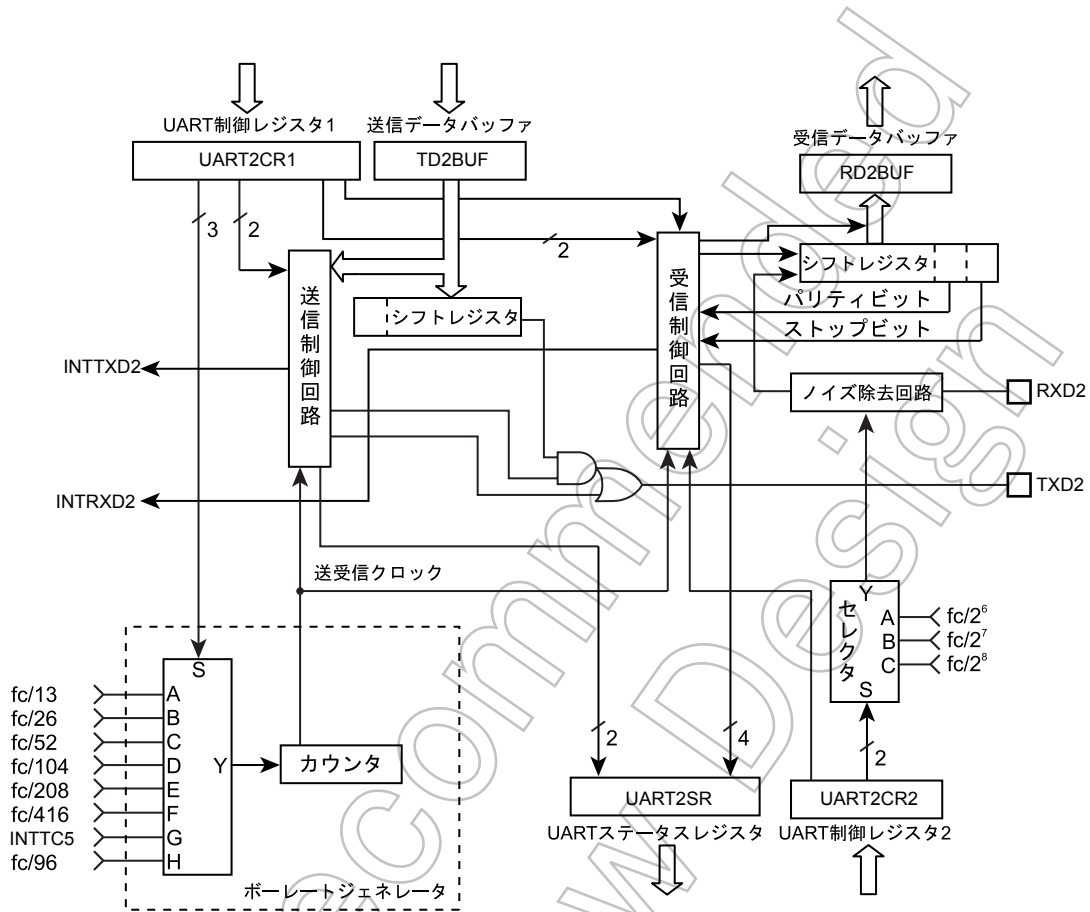 UART制御レジスタ1
送信データバッファ
受信データバッファ
UART2CR1
TD2BUF
RD2BUF
3
2
2
送信制御回路
受信制御回路
シフトレジスタ
シフトレジスタ
パリティビット
ストップビット
INTTXD2
ノイズ除去回路
RXD2
INTRXD2
TXD2
送受信クロック
Y
セレクタ
A
B
C
S
fc/2⁶
fc/2⁷
fc/2⁸
fc/13
fc/26
fc/52
fc/104
fc/208
fc/416
INTTC5
fc/96
S
A
B
C
D
E
F
G
H
Y
カウンタ
ボーレートジェネレータ
2
4
2
UART2SR
UARTステータスレジスタ
UART2CR2
UART制御レジスタ2
ecommended
w Design